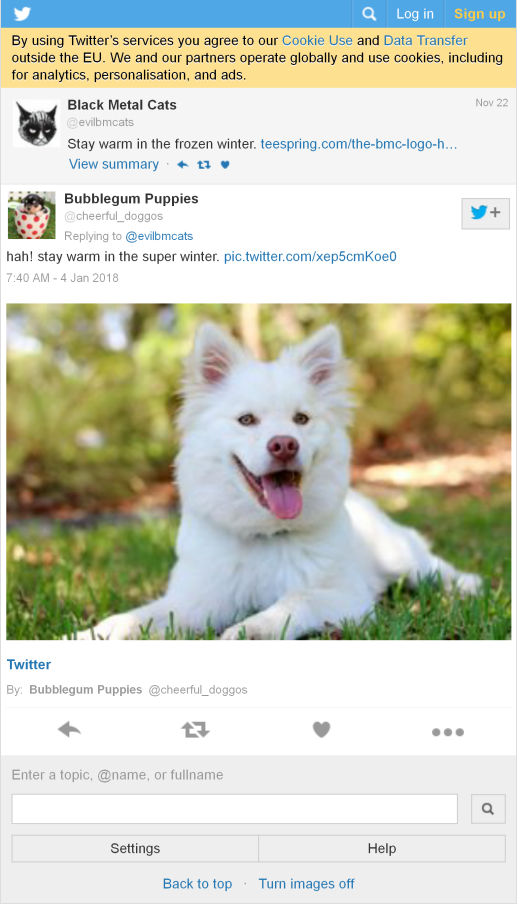 Log in Sign up
By using Twitter's services you agree to our Cookie Use and Data Transfer
outside the EU. We and our partners operate globally and use cookies, including
for analytics, personalisation, and ads.
Black Metal Cats Nov 22
@evilbmcats
Stay warm in the frozen winter. teespring.com/the-bmc-logo-h…
View summary ·
Bubblegum Puppies
@cheerful_doggos
Replying to @evilbmcats
hah! stay warm in the super winter. pic.twitter.com/xep5cmKoe0
7:40 AM - 4 Jan 2018
Twitter
By: Bubblegum Puppies @cheerful_doggos
Enter a topic, @name, or fullname
Settings Help
Back to top · Turn images off